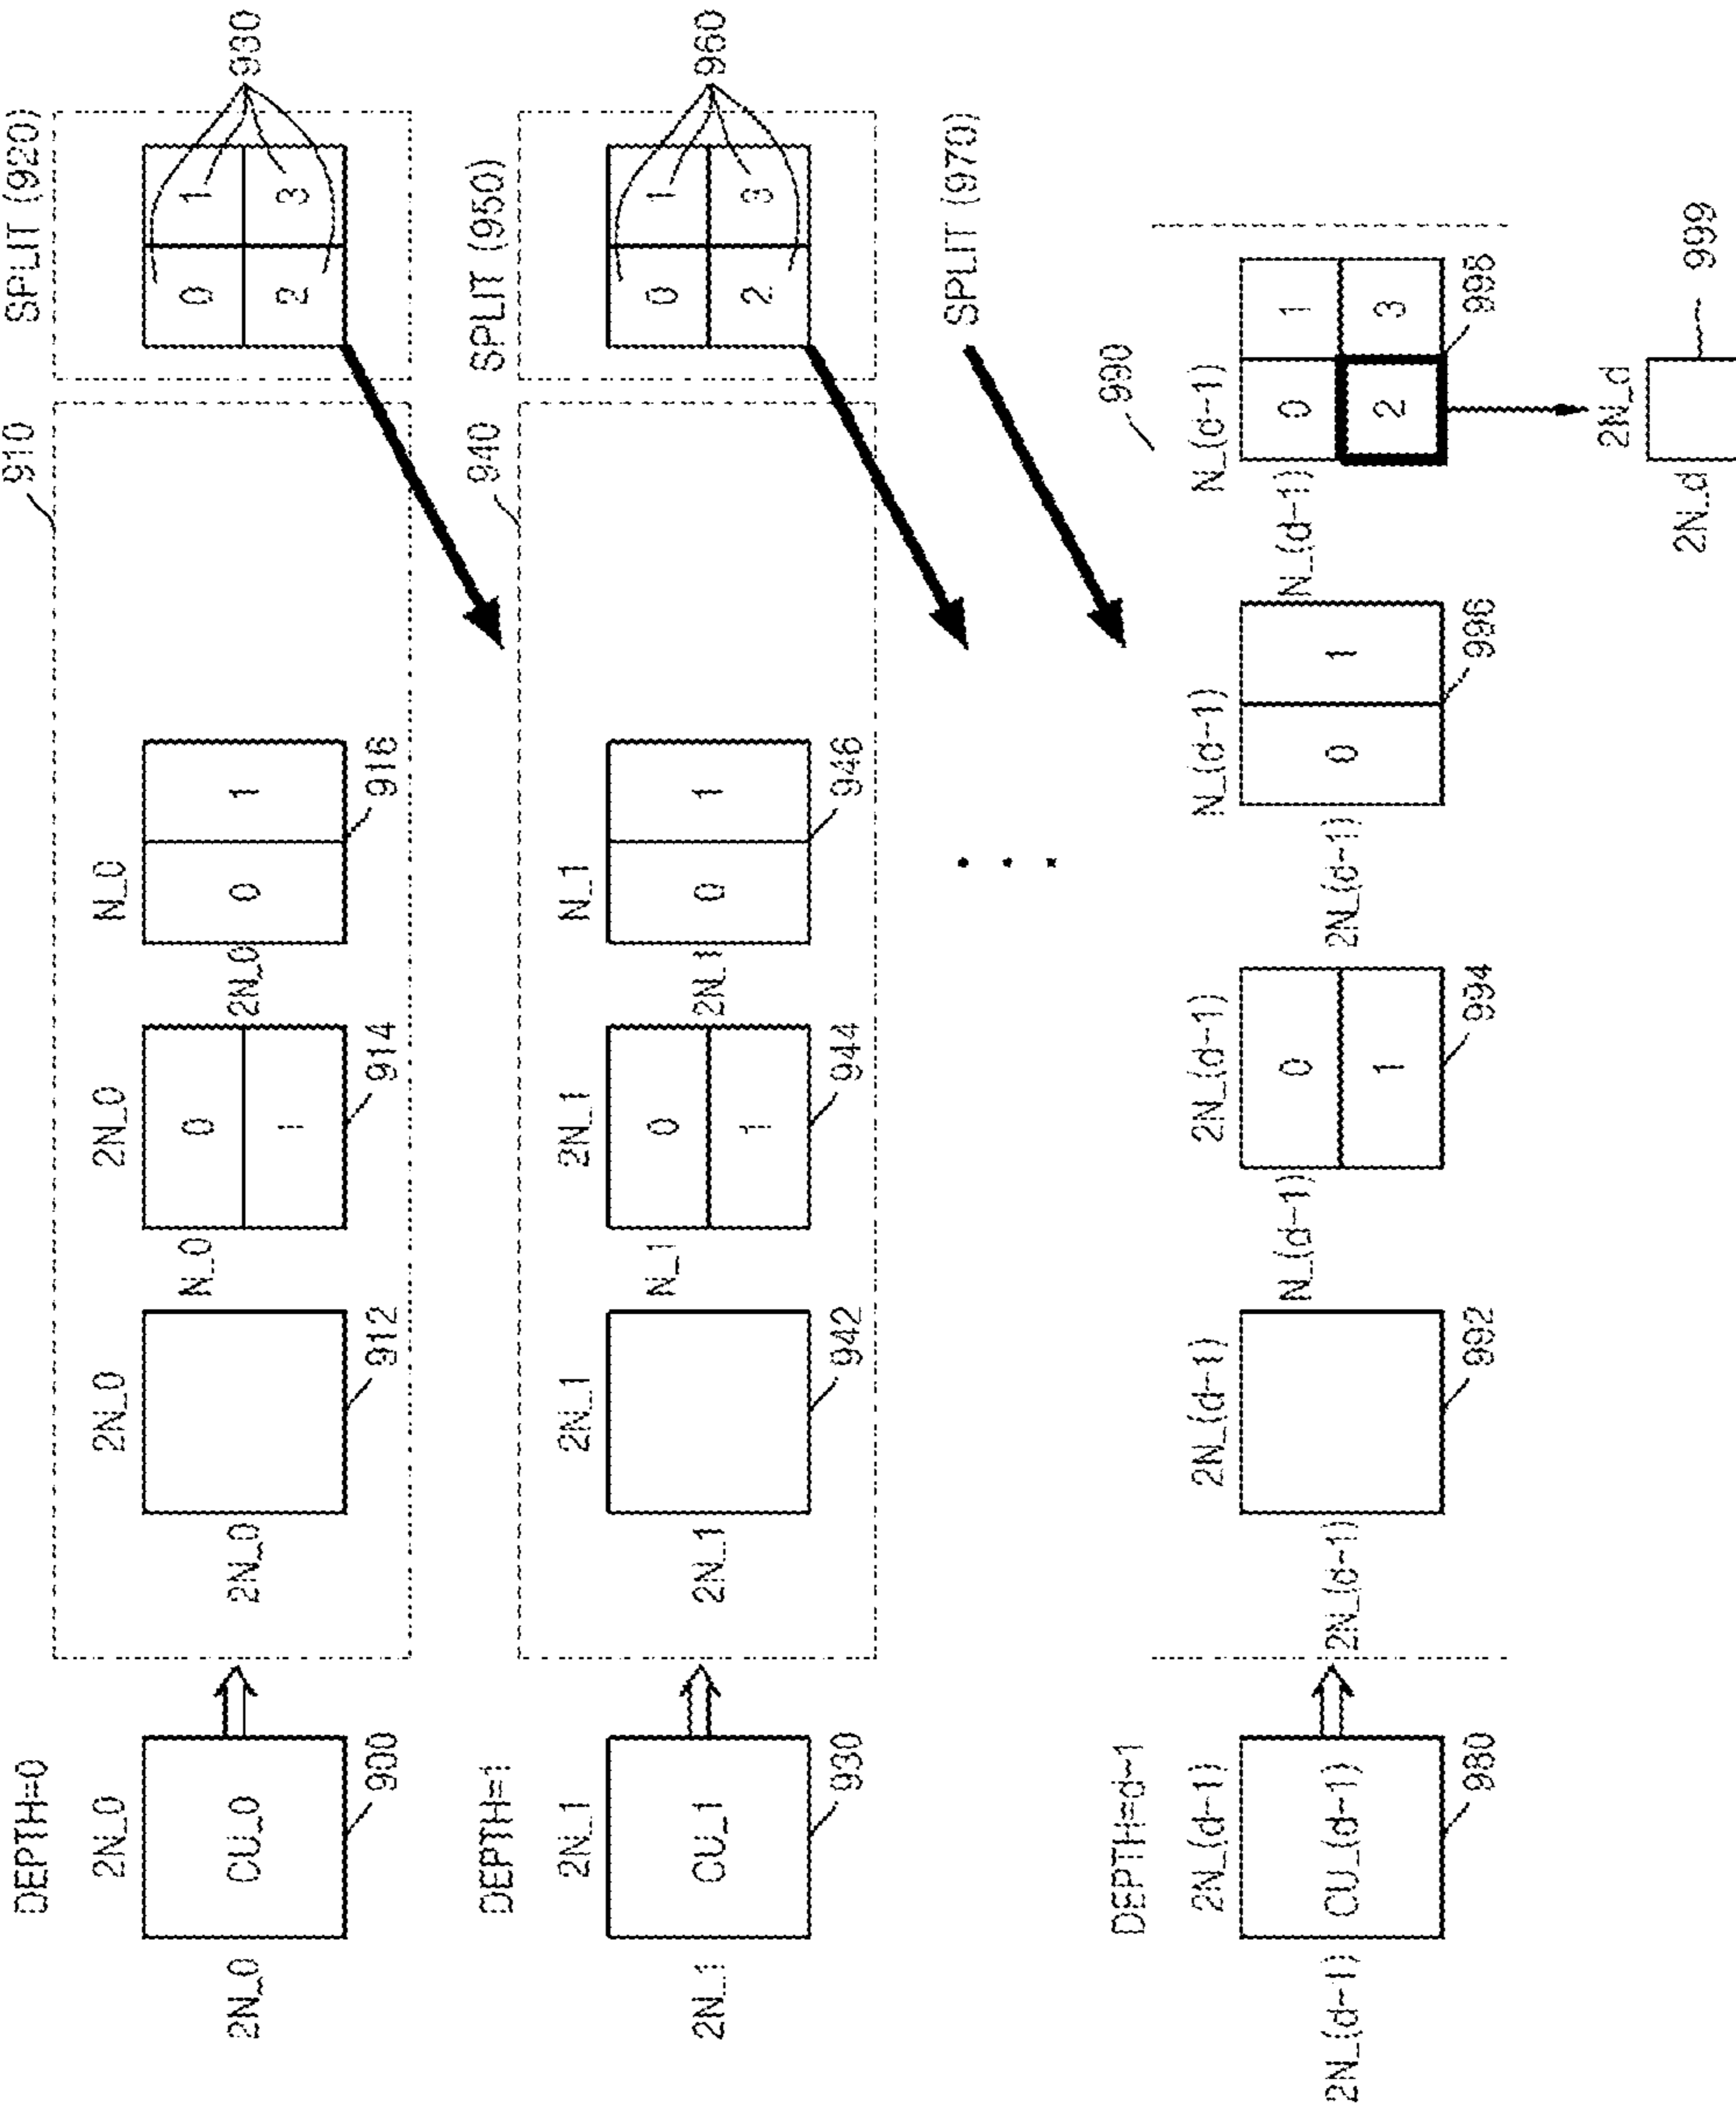 DEPTH=0 910 SPLIT (920)
2N_0 2N_0 2N_0 N_0
0 0 1
2N_0 CU_0 2N_0 N_0 2N_0 0 1 930
1 2 3
900 912 914 916
DEPTH=1 940 SPLIT (950)
2N_1 2N_1 2N_1 N_1
0 0 1
2N_1 CU_1 2N_1 N_1 2N_1 0 1 960
1 2 3
930 942 944 946
SPLIT (970)
DEPTH=d-1 990
2N_(d-1) 2N_(d-1) 2N_(d-1) N_(d-1) N_(d-1)
N_(d-1) 0 N_(d-1) 0 1
2N_(d-1) CU_(d-1) 2N_(d-1) 2N_(d-1) 0 1
1 2 3
980 992 994 996 998
2N_d
2N_d 999